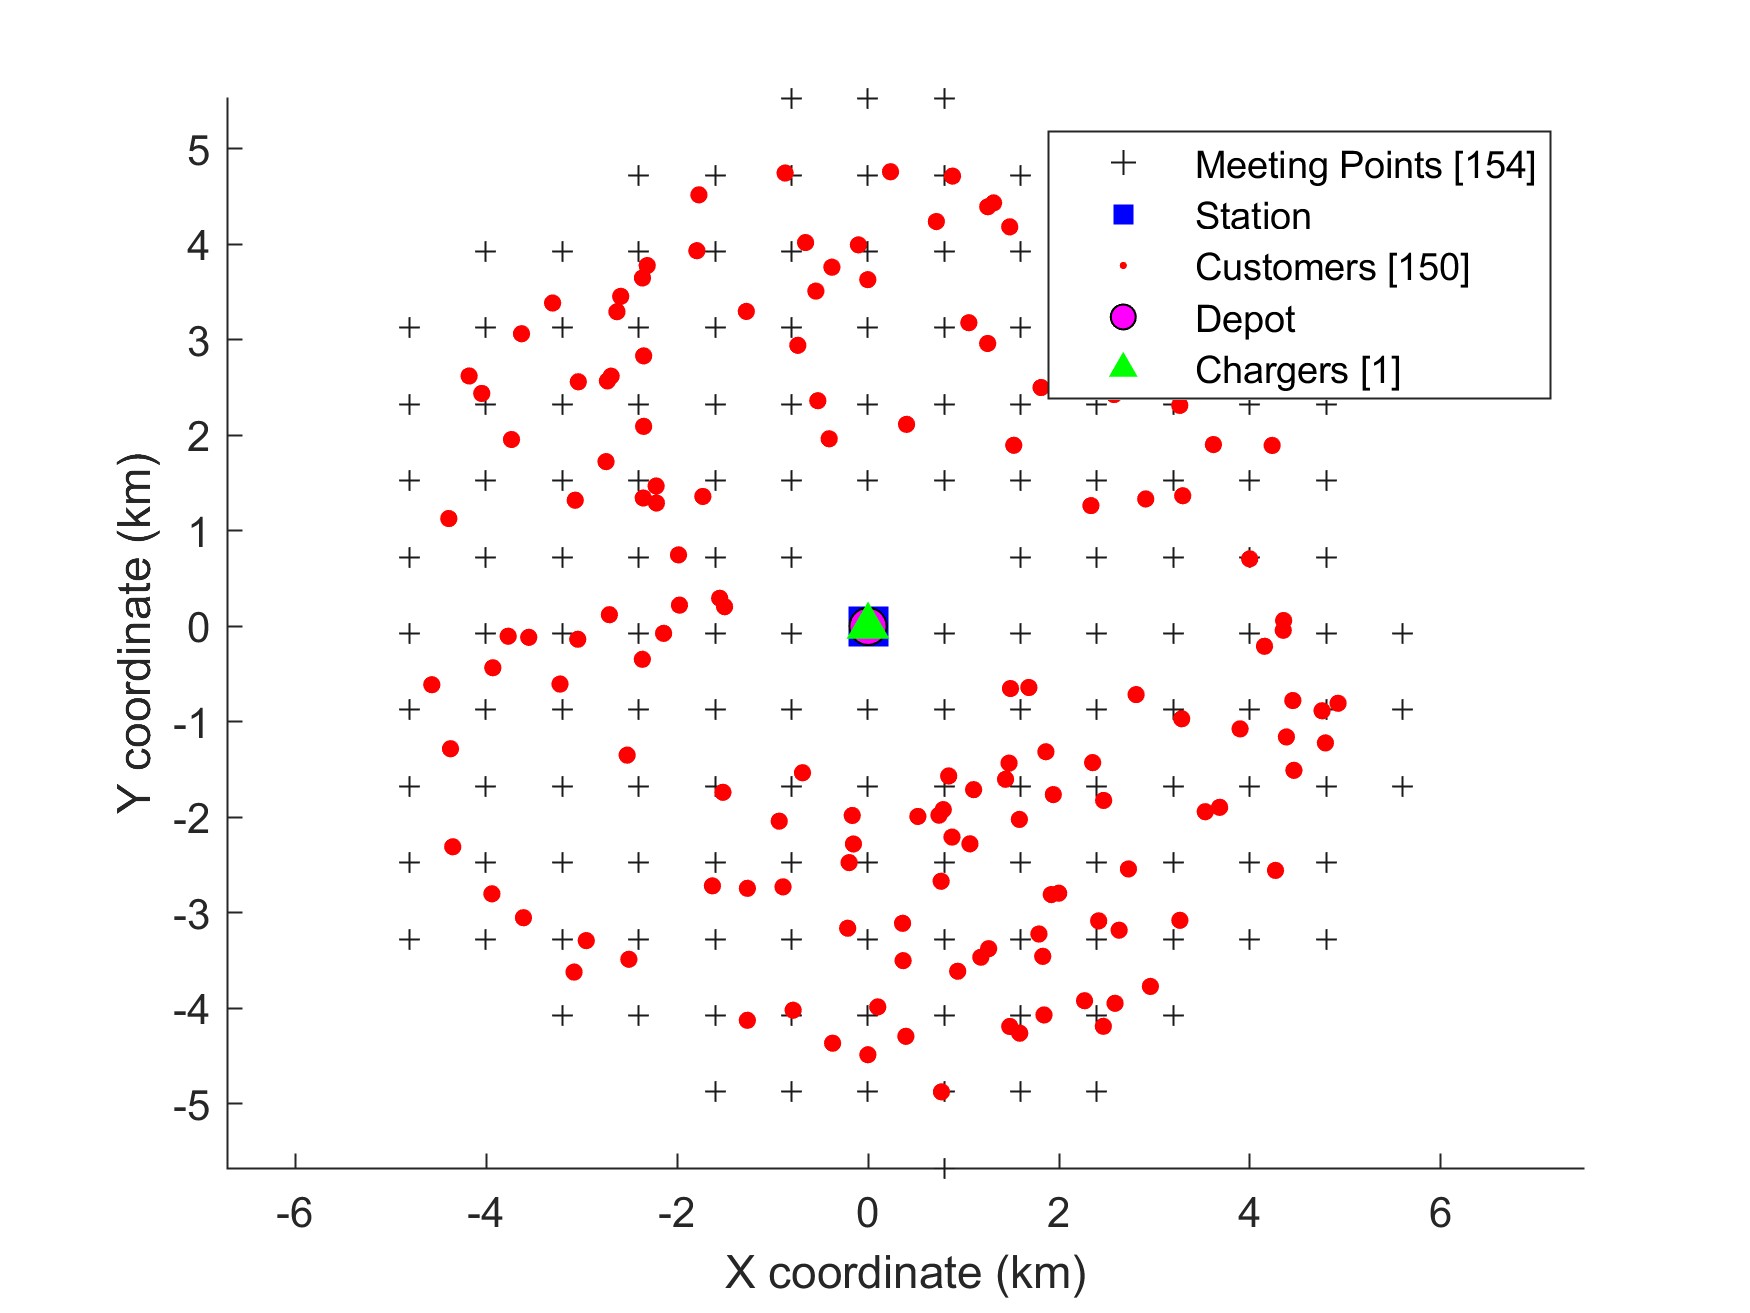 Meeting Points [154]
Station
Customers [150]
Depot
Chargers [1]
5
4
3
2
1
0
-1
-2
-3
-4
-5
Y coordinate (km)
-6 -4 -2 0 2 4 6
X coordinate (km)